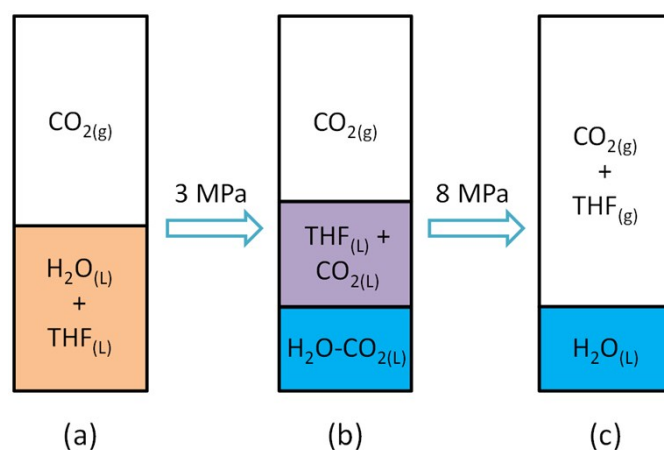 CO₂(g)
H₂O(L)
+
THF(L)
(a)
3 MPa
CO₂(g)
THF(L) +
CO₂(L)
H₂O-CO₂(L)
(b)
8 MPa
CO₂(g)
+
THF(g)
H₂O(L)
(c)